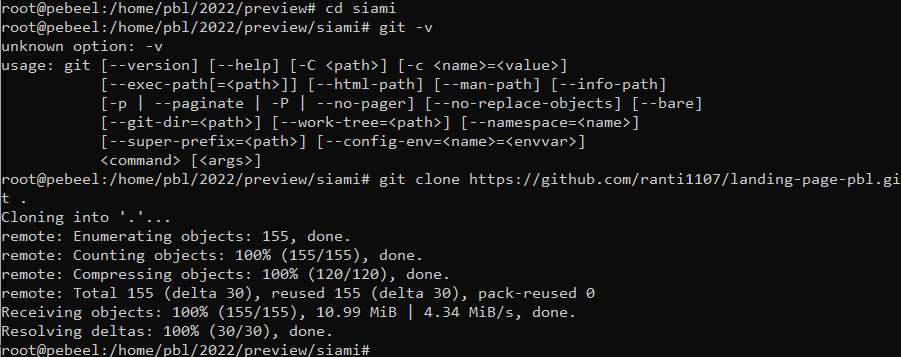 root@pebeel:/home/pbl/2022/preview# cd siami
root@pebeel:/home/pbl/2022/preview/siami# git -v
unknown option: -v
usage: git [--version] [--help] [-C <path>] [-c <name>=<value>]
           [--exec-path[=<path>]] [--html-path] [--man-path] [--info-path]
           [-p | --paginate | -P | --no-pager] [--no-replace-objects] [--bare]
           [--git-dir=<path>] [--work-tree=<path>] [--namespace=<name>]
           [--super-prefix=<path>] [--config-env=<name>=<envvar>]
           <command> [<args>]
root@pebeel:/home/pbl/2022/preview/siami# git clone https://github.com/ranti1107/landing-page-pbl.gi
t .
Cloning into '.'...
remote: Enumerating objects: 155, done.
remote: Counting objects: 100% (155/155), done.
remote: Compressing objects: 100% (120/120), done.
remote: Total 155 (delta 30), reused 155 (delta 30), pack-reused 0
Receiving objects: 100% (155/155), 10.99 MiB | 4.34 MiB/s, done.
Resolving deltas: 100% (30/30), done.
root@pebeel:/home/pbl/2022/preview/siami#